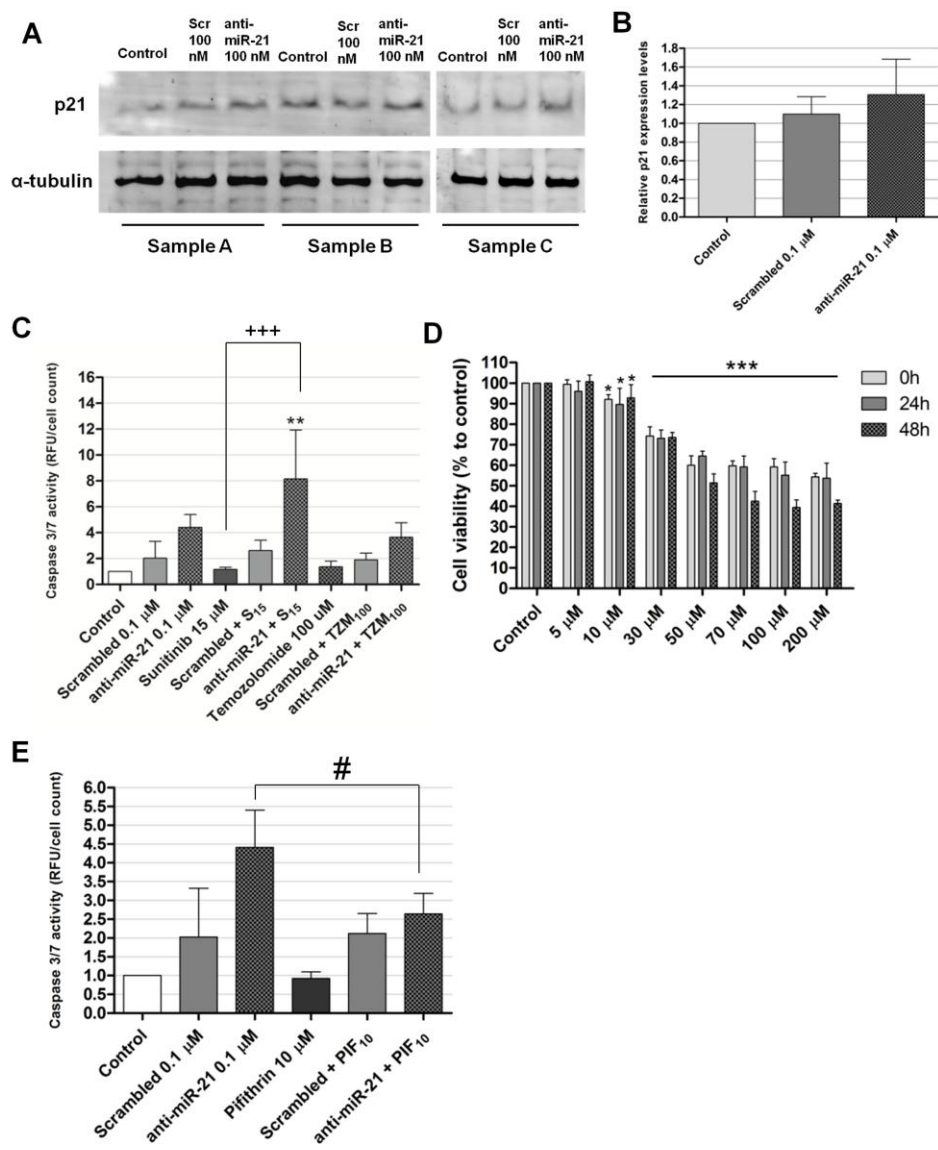 A
Control
Scr
100
nM
anti-
miR-21
100 nM
Control
Scr
100
nM
anti-
miR-21
100 nM
Control
Scr
100
nM
anti-
miR-21
100 nM
p21
α-tubulin
Sample A
Sample B
Sample C
B
Relative p21 expression levels
1.8
1.6
1.4
1.2
1.0
0.8
0.6
0.4
0.2
0.0
Control
Scrambled 0.1 μM
anti-miR-21 0.1 μM
C
+++
**
Caspase 3/7 activity (RFU/cell count)
16
14
12
10
8
6
4
2
0
Control
Scrambled 0.1 μM
anti-miR-21 0.1 μM
Sunitinib 15 μM
Scrambled + S₁₅
anti-miR-21 + S₁₅
Temozolomide 100 uM
Scrambled + TZM₁₀₀
anti-miR-21 + TZM₁₀₀
D
Cell viability (% to control)
110
100
90
80
70
60
50
40
30
20
10
0
* * *
***
0h
24h
48h
Control
5 μM
10 μM
30 μM
50 μM
70 μM
100 μM
200 μM
E
#
Caspase 3/7 activity (RFU/cell count)
6.0
5.5
5.0
4.5
4.0
3.5
3.0
2.5
2.0
1.5
1.0
0.5
0.0
Control
Scrambled 0.1 μM
anti-miR-21 0.1 μM
Pifithrin 10 μM
Scrambled + PIF₁₀
anti-miR-21 + PIF₁₀